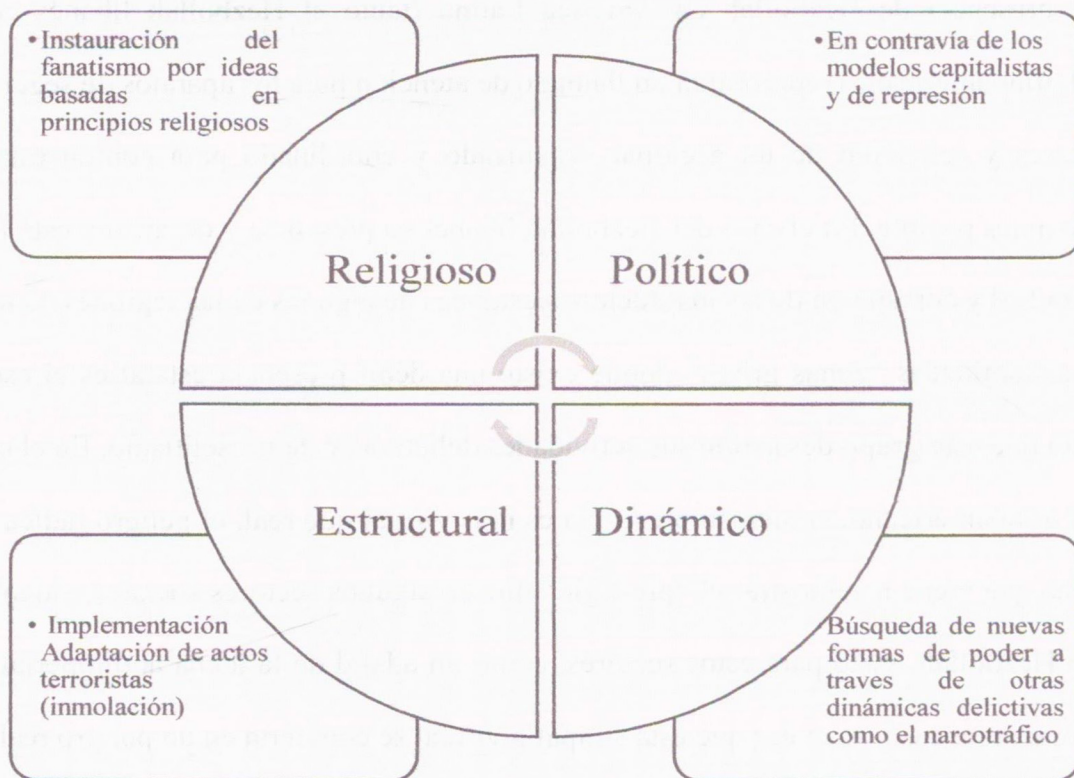 • Instauración del
fanatismo por ideas
basadas en
principios religiosos
• En contravía de los
modelos capitalistas
y de represión
Religioso
Político
Estructural
Dinámico
• Implementación
Adaptación de actos
terroristas
(inmolación)
Búsqueda de nuevas
formas de poder a
traves de otras
dinámicas delictivas
como el narcotráfico